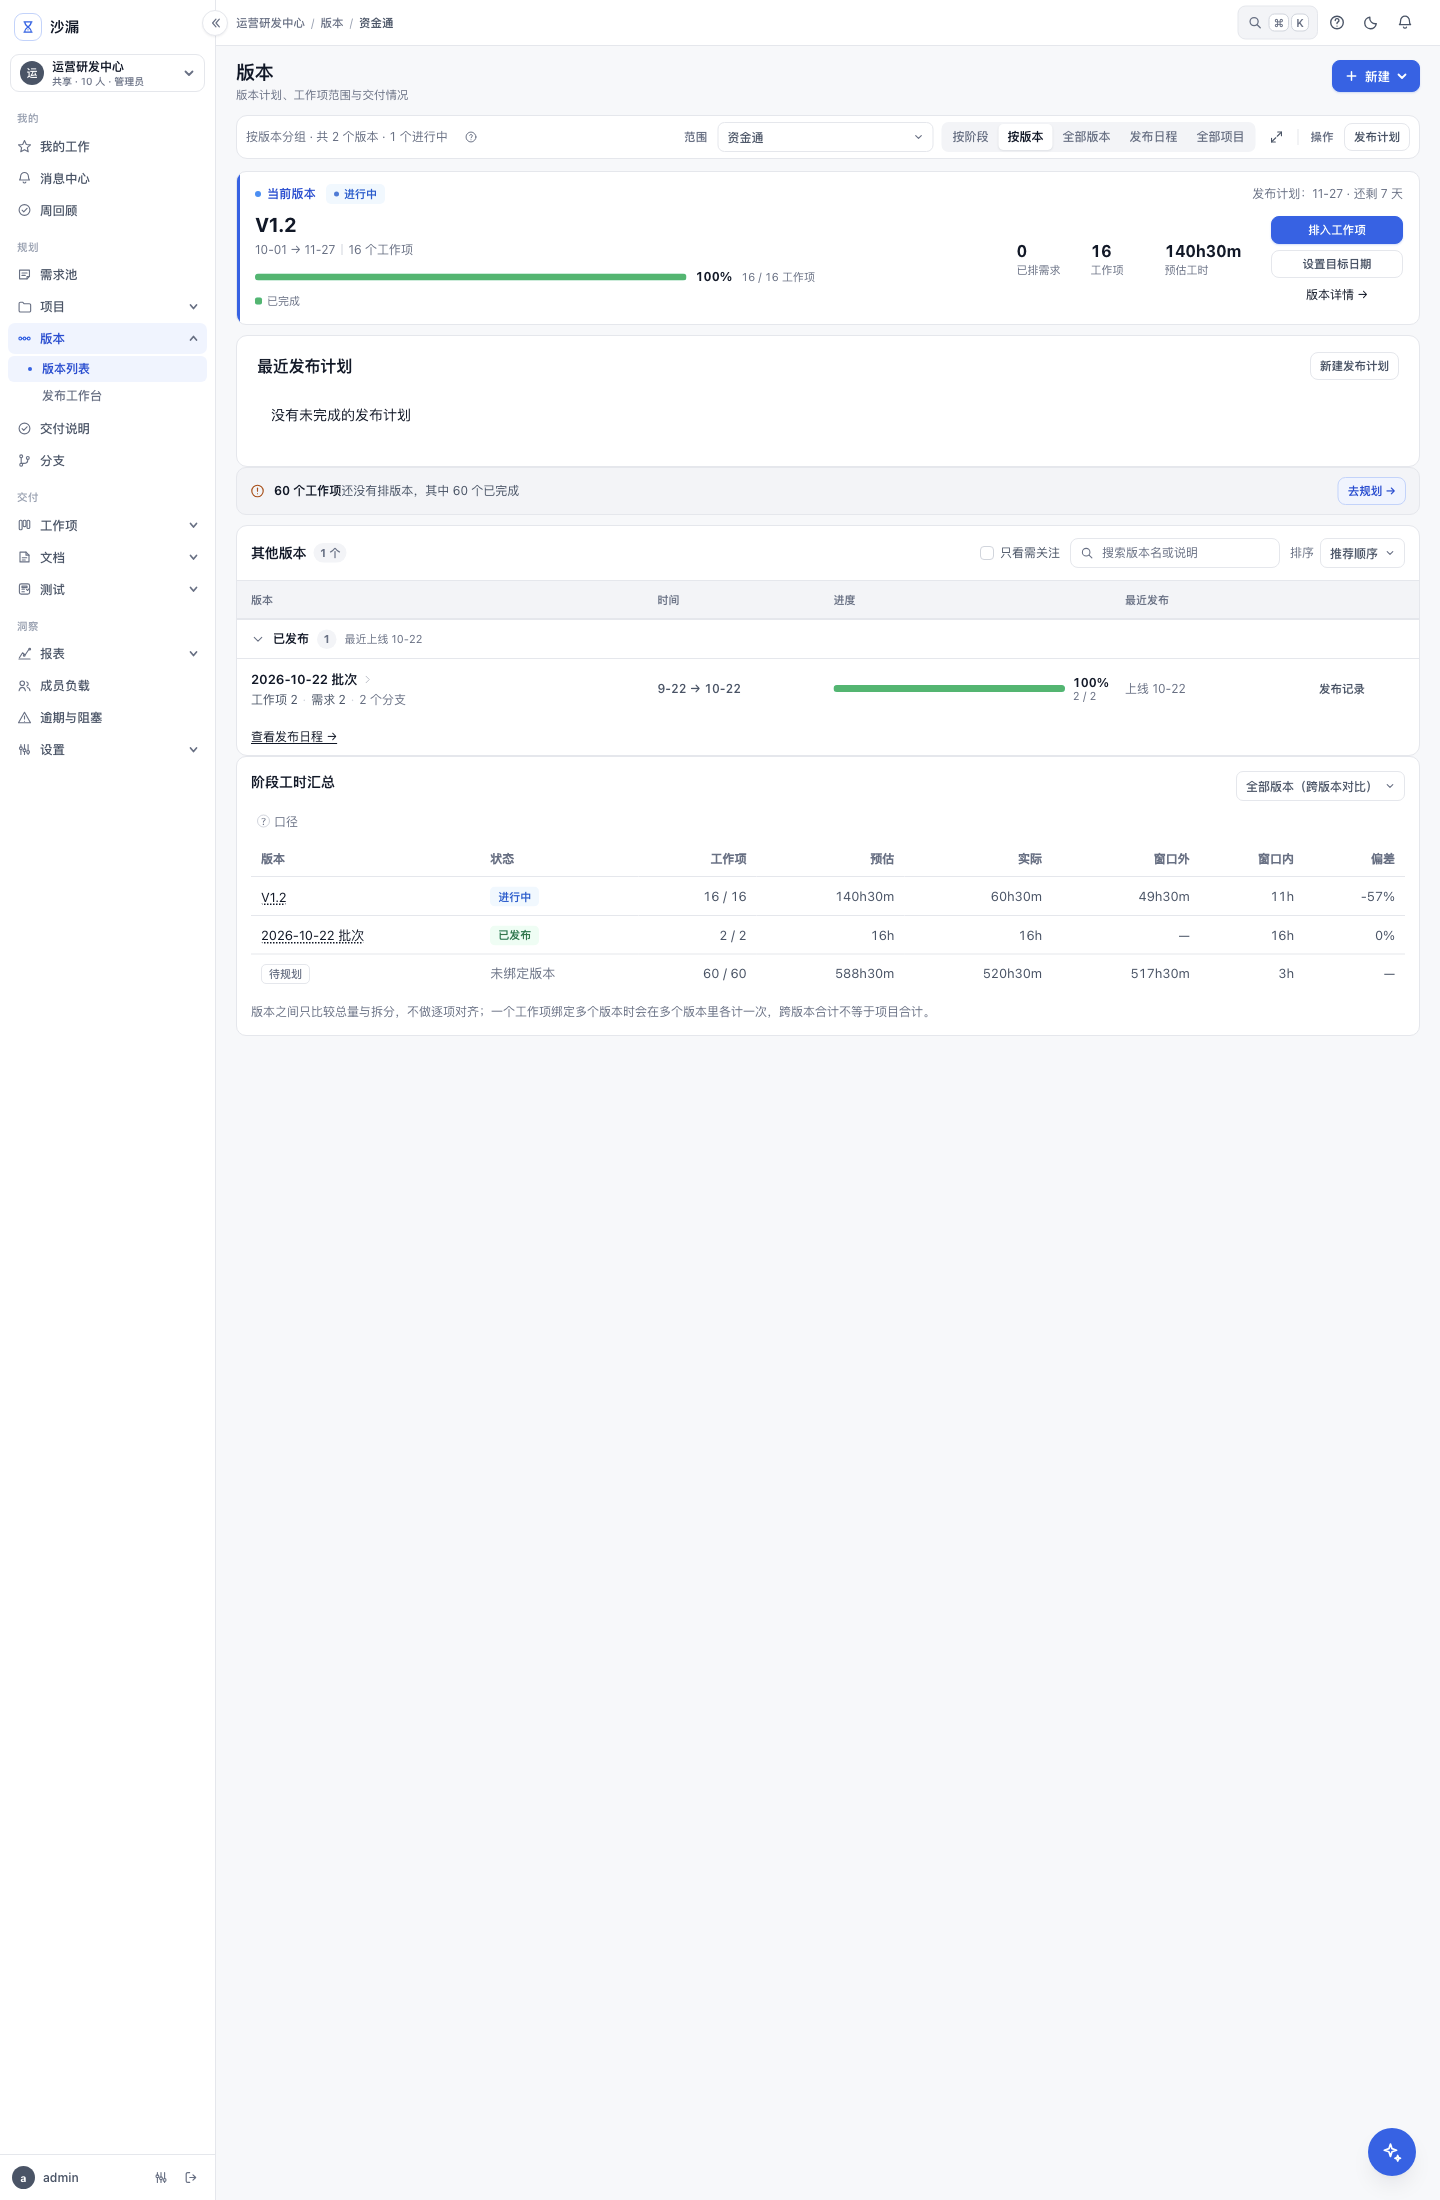 沙漏
运
运营研发中心
共享 · 10 人 · 管理员
我的
我的工作
消息中心
周回顾
规划
需求池
项目
版本
版本列表
发布工作台
交付说明
分支
交付
工作项
文档
测试
洞察
报表
成员负载
逾期与阻塞
设置
a admin
运营研发中心 / 版本 / 资金通
⌘ K
版本
版本计划、工作项范围与交付情况
新建
按版本分组 · 共 2 个版本 · 1 个进行中
范围 资金通
按阶段 按版本 全部版本 发布日程 全部项目
操作 发布计划
当前版本 进行中
发布计划：11-27 · 还剩 7 天
V1.2
10-01 → 11-27 | 16 个工作项
100% 16 / 16 工作项
已完成
0 16 140h30m
已排需求 工作项 预估工时
排入工作项
设置目标日期
版本详情 →
最近发布计划
新建发布计划
没有未完成的发布计划
60 个工作项还没有排版本，其中 60 个已完成
去规划 →
其他版本 1 个
只看需关注
搜索版本名或说明
排序 推荐顺序
版本 时间 进度 最近发布
已发布 1 最近上线 10-22
2026-10-22 批次
工作项 2 · 需求 2 · 2 个分支
9-22 → 10-22
100%
2 / 2
上线 10-22
发布记录
查看发布日程 →
阶段工时汇总
全部版本（跨版本对比）
? 口径
版本 状态 工作项 预估 实际 窗口外 窗口内 偏差
V1.2 进行中 16 / 16 140h30m 60h30m 49h30m 11h -57%
2026-10-22 批次 已发布 2 / 2 16h 16h — 16h 0%
待规划 未绑定版本 60 / 60 588h30m 520h30m 517h30m 3h —
版本之间只比较总量与拆分，不做逐项对齐；一个工作项绑定多个版本时会在多个版本里各计一次，跨版本合计不等于项目合计。